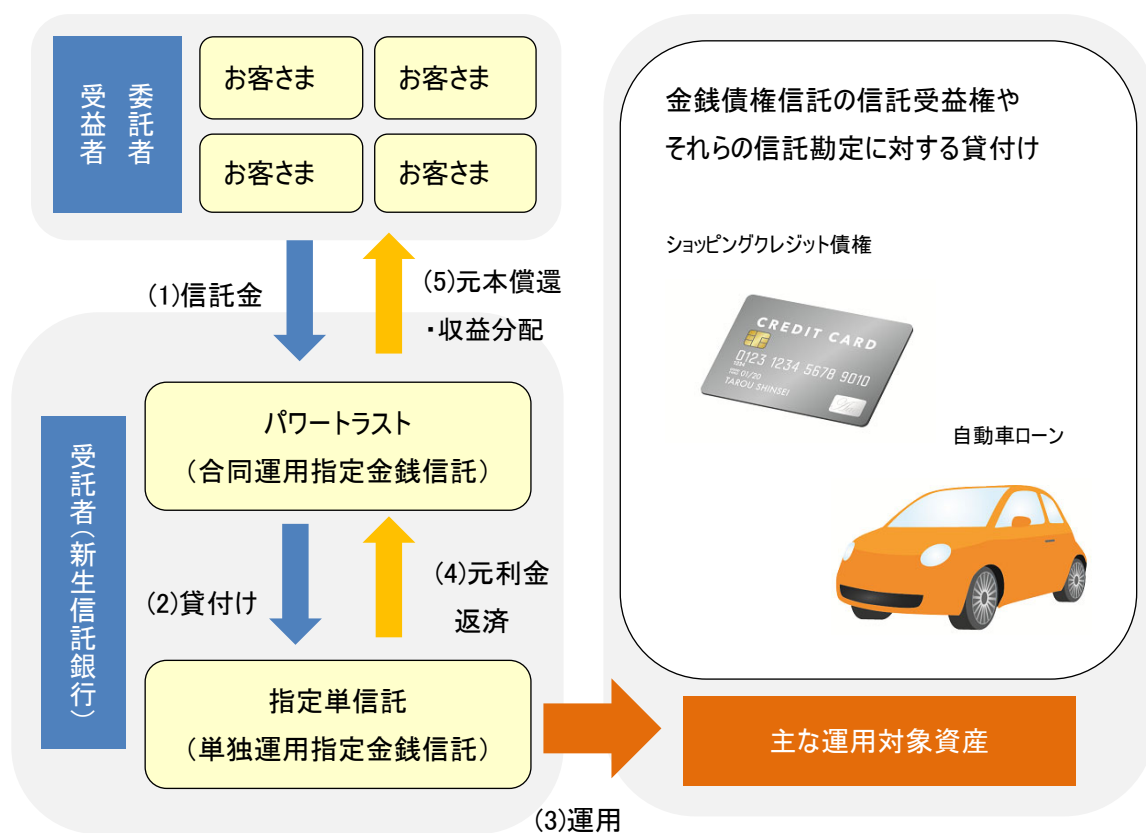 委託者
受益者
お客さま
お客さま
お客さま
お客さま
(1)信託金
(5)元本償還
・収益分配
受託者(新生信託銀行)
パワートラスト
(合同運用指定金銭信託)
(2)貸付け
(4)元利金
返済
指定単信託
(単独運用指定金銭信託)
(3)運用
金銭債権信託の信託受益権や
それらの信託勘定に対する貸付け
ショッピングクレジット債権
CREDIT CARD
0123 1234 5678 9010
1234
01/20
TAROU SHINSEI
自動車ローン
主な運用対象資産